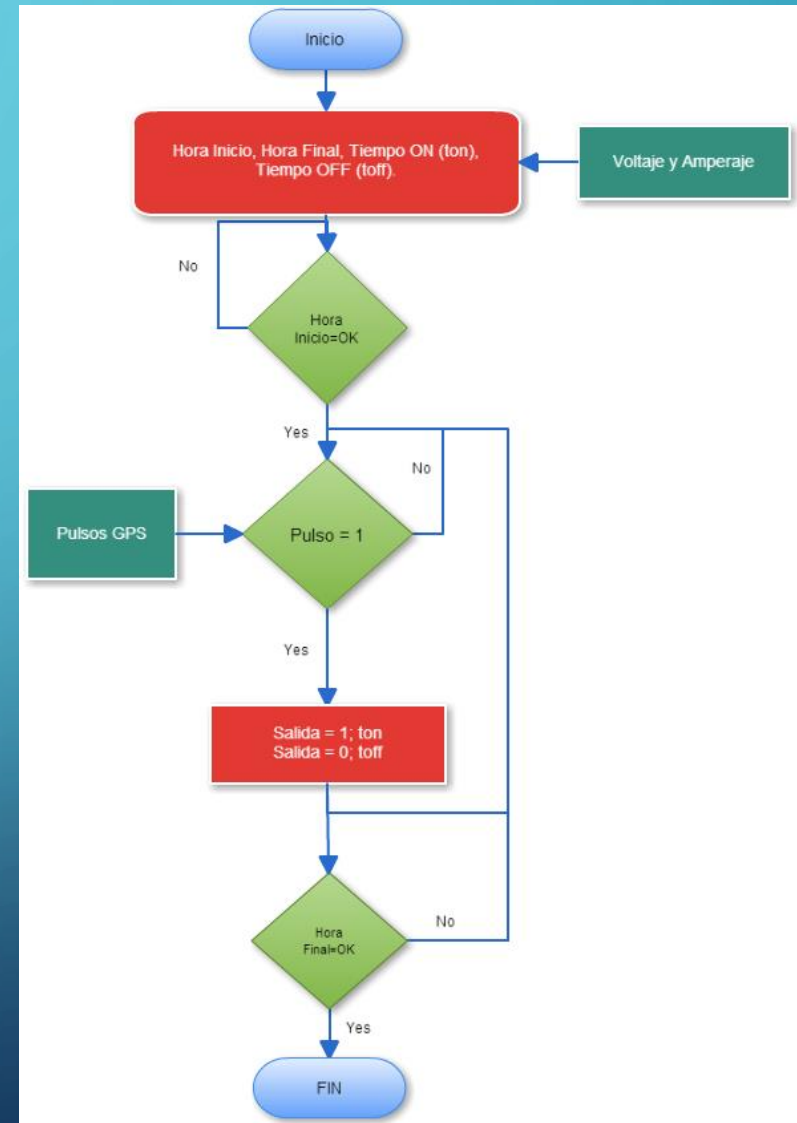 Inicio
Hora Inicio, Hora Final, Tiempo ON (ton),
Tiempo OFF (toff).
Voltaje y Amperaje
No
Hora
Inicio=OK
Yes
No
Pulsos GPS
Pulso = 1
Yes
Salida = 1; ton
Salida = 0; toff
Hora
Final=OK
No
Yes
FIN